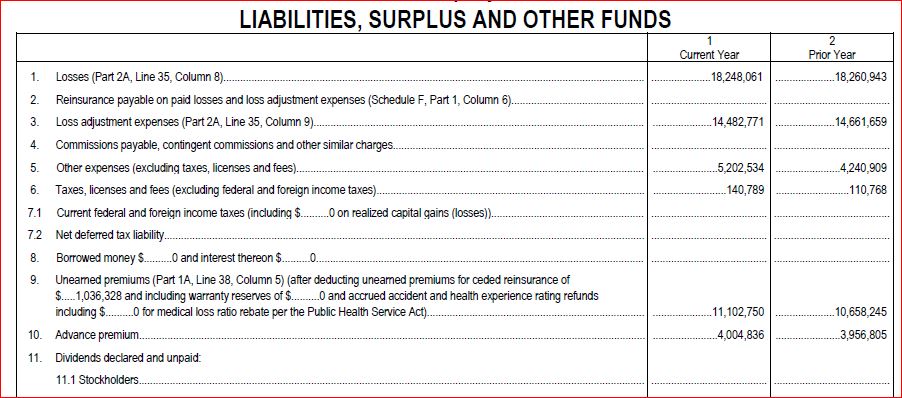 LIABILITIES, SURPLUS AND OTHER FUNDS
1 2
Current Year Prior Year
1. Losses (Part 2A, Line 35, Column 8)........18,248,061 ........18,260,943
2. Reinsurance payable on paid losses and loss adjustment expenses (Schedule F, Part 1, Column 6)........
3. Loss adjustment expenses (Part 2A, Line 35, Column 9)........14,482,771 ........14,661,659
4. Commissions payable, contingent commissions and other similar charges........
5. Other expenses (excluding taxes, licenses and fees)........5,202,534 ........4,240,909
6. Taxes, licenses and fees (excluding federal and foreign income taxes)........140,789 ........110,768
7.1 Current federal and foreign income taxes (including $..........0 on realized capital gains (losses))........
7.2 Net deferred tax liability........
8. Borrowed money $..........0 and interest thereon $..........0........
9. Unearned premiums (Part 1A, Line 38, Column 5) (after deducting unearned premiums for ceded reinsurance of
$.....1,036,328 and including warranty reserves of $..........0 and accrued accident and health experience rating refunds
including $..........0 for medical loss ratio rebate per the Public Health Service Act)........11,102,750 ........10,658,245
10. Advance premium........4,004,836 ........3,956,805
11. Dividends declared and unpaid:
11.1 Stockholders........